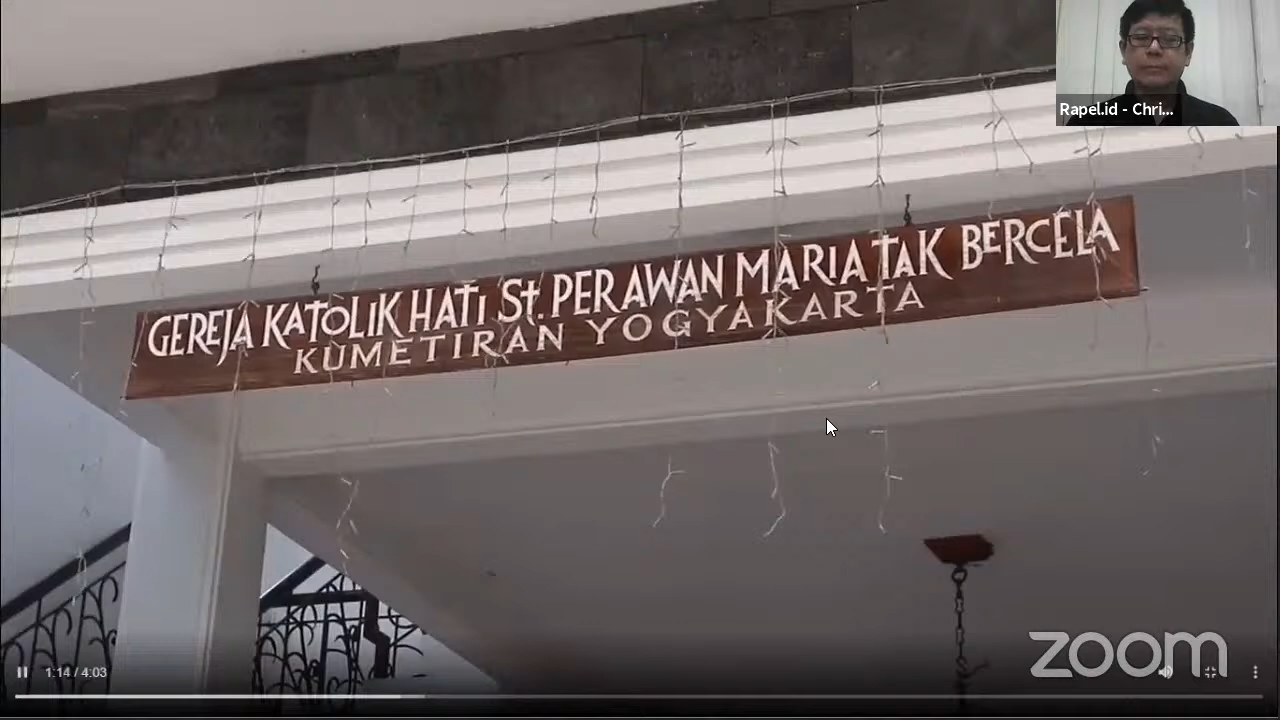 Rapel.id - Chri...
GEREJA KATOLIK HATI St. PERAWAN MARIA TAK BERCELA
KUMETIRAN YOGYAKARTA
1:14 / 4:03
zoom